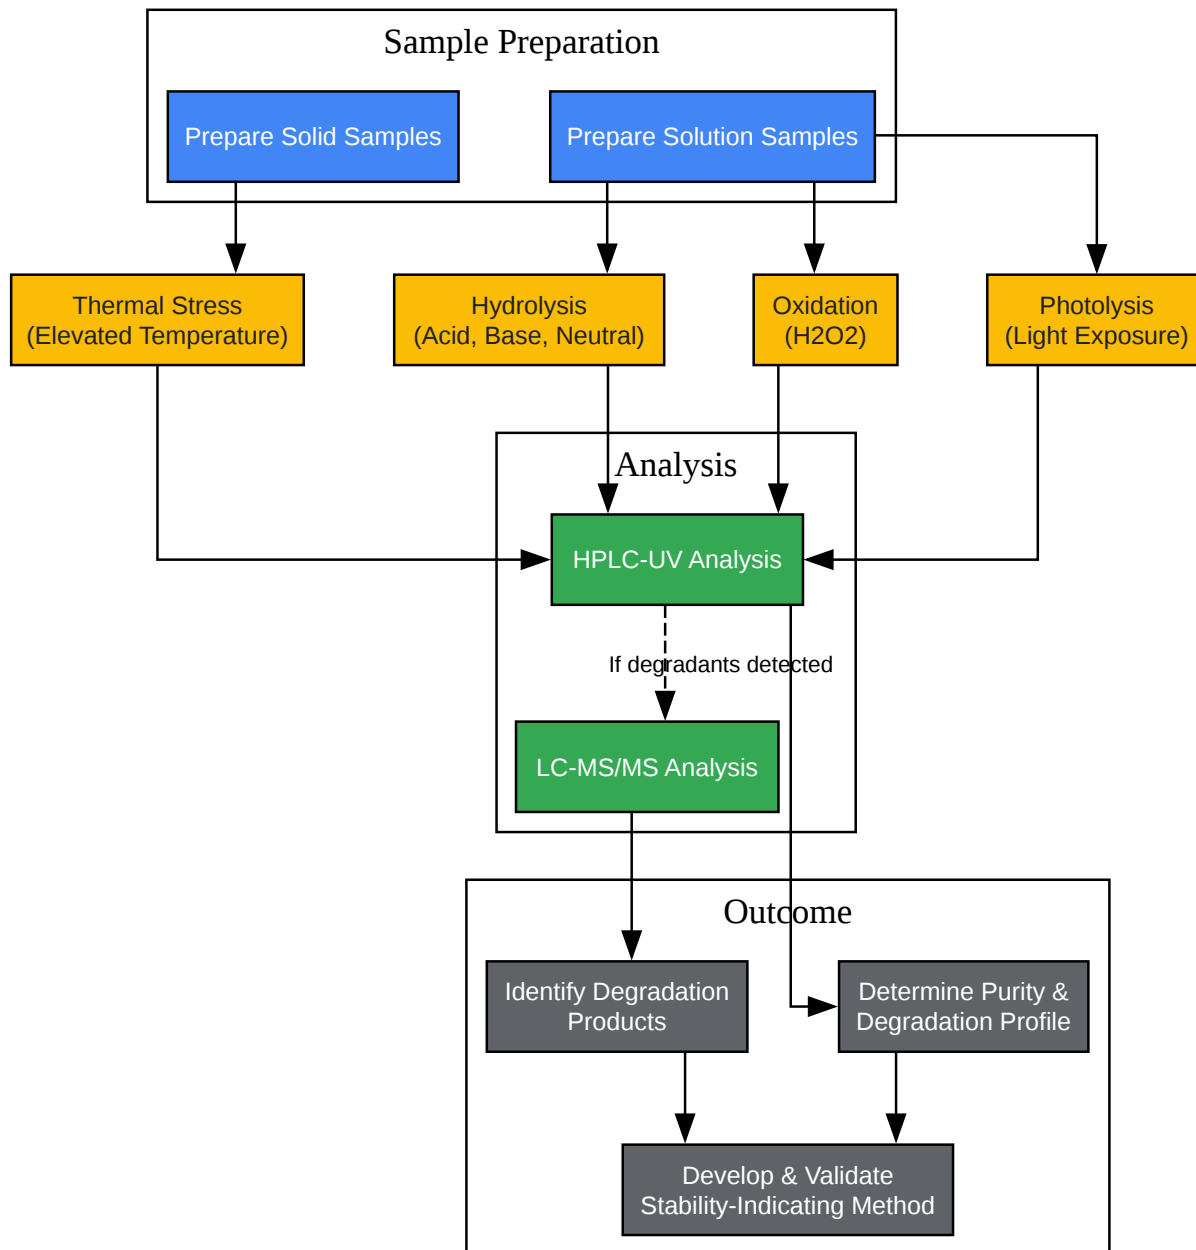 Sample Preparation
Prepare Solid Samples
Prepare Solution Samples
Thermal Stress
(Elevated Temperature)
Hydrolysis
(Acid, Base, Neutral)
Oxidation
(H2O2)
Photolysis
(Light Exposure)
Analysis
HPLC-UV Analysis
If degradants detected
LC-MS/MS Analysis
Outcome
Identify Degradation
Products
Determine Purity &
Degradation Profile
Develop & Validate
Stability-Indicating Method